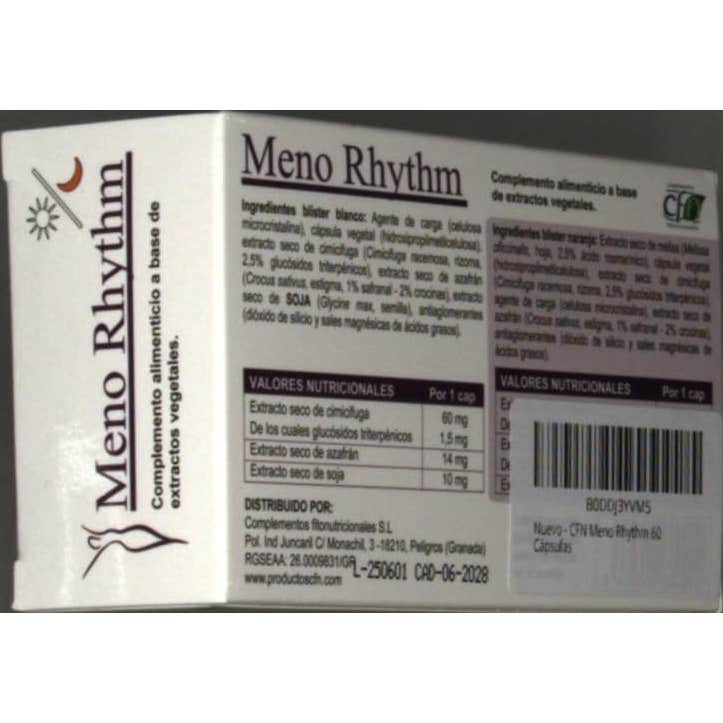 Meno Rhythm
Complemento alimenticio a base de
extractos vegetales.
Meno Rhythm
Ingredientes blister blanco: Agente de carga (celulosa
microcristalina), cápsula vegetal (hidroxipropilmetilcelulosa),
extracto seco de cimicifuga (Cimicifuga racemosa, rizoma,
2,5% glucósidos triterpénicos), extracto seco de azafrán
(Crocus sativus, estigma, 1% safranal - 2% crocinas), extracto
seco de SOJA (Glycine max, semilla), antiaglomerantes
(dióxido de silicio y sales magnésicas de ácidos grasos).
VALORES NUTRICIONALES Por 1 cap
Extracto seco de cimicifuga 60 mg
De los cuales glucósidos triterpénicos 1,5 mg
Extracto seco de azafrán 14 mg
Extracto seco de soja 10 mg
DISTRIBUIDO POR:
Complementos fitonutricionales S.L
Pol. Ind Juncaril C/ Monachil, 3 -18210, Peligros (Granada)
RGSEAA: 26.0009831/GR
www.productoscfn.com
L-250601 CAD-06-2028
Complemento alimenticio a base
de extractos vegetales.
cfn
Ingredientes blister naranja: Extracto seco de melisa (Melissa
officinalis, hoja, 2,5% ácido rosmarínico), cápsula vegetal
(hidroxipropilmetilcelulosa), extracto seco de cimicifuga
(Cimicifuga racemosa, rizoma, 2,5% glucósidos triterpénicos),
agente de carga (celulosa microcristalina), extracto seco de
azafrán (Crocus sativus, estigma, 1% safranal - 2% crocinas),
antiaglomerantes (dióxido de silicio y sales magnésicas de
ácidos grasos).
VALORES NUTRICIONALES Por 1 cap
B0DDJ3YVM5
Nuevo - CFN Meno Rhythm 60
Cápsulas